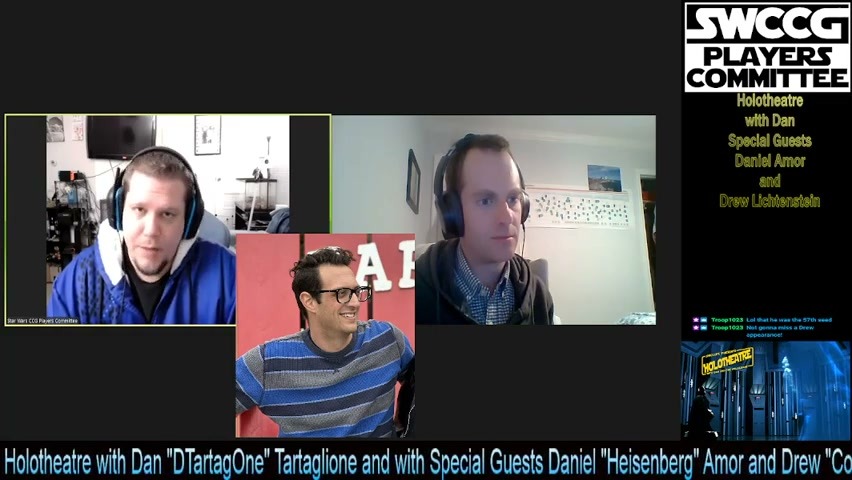 SWCCG
PLAYERS
COMMITTEE
Holotheatre
with Dan
Special Guests
Daniel Amor
and
Drew Lichtenstein
Star Wars CCG Players Committee
Troop1023 Lol that he was the 57th seed
Troop1023 Not gonna miss a Drew
appearance!
HOLOTHEATRE
Holotheatre with Dan "DTartagOne" Tartaglione and with Special Guests Daniel "Heisenberg" Amor and Drew "Co